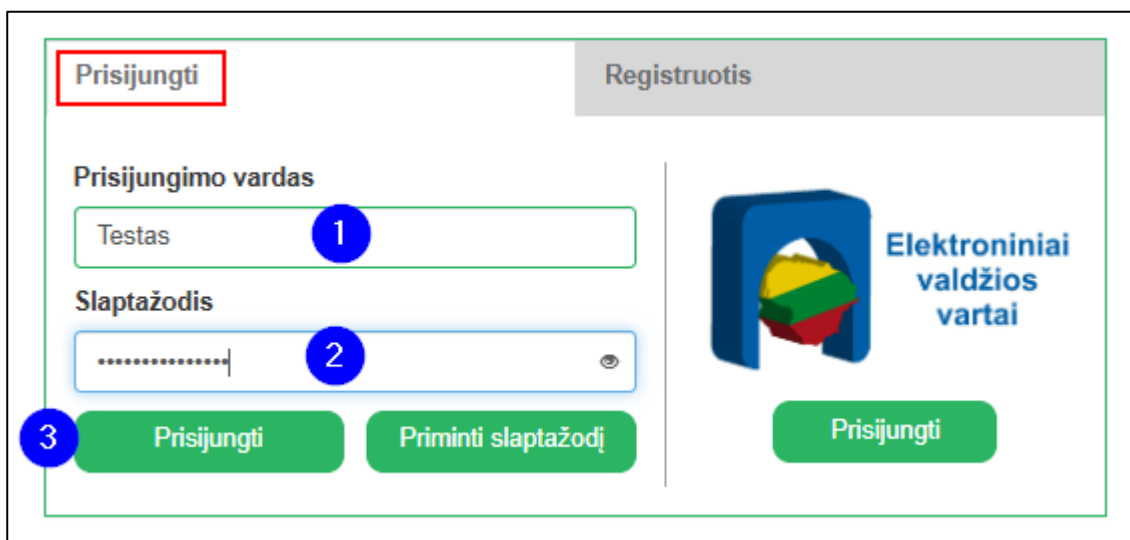 Prisijungti
Registruotis
Prisijungimo vardas
Testas
1
Slaptažodis
•••••••••••••••
2
3
Prisijungti
Priminti slaptažodį
Elektroniniai
valdžios
vartai
Prisijungti